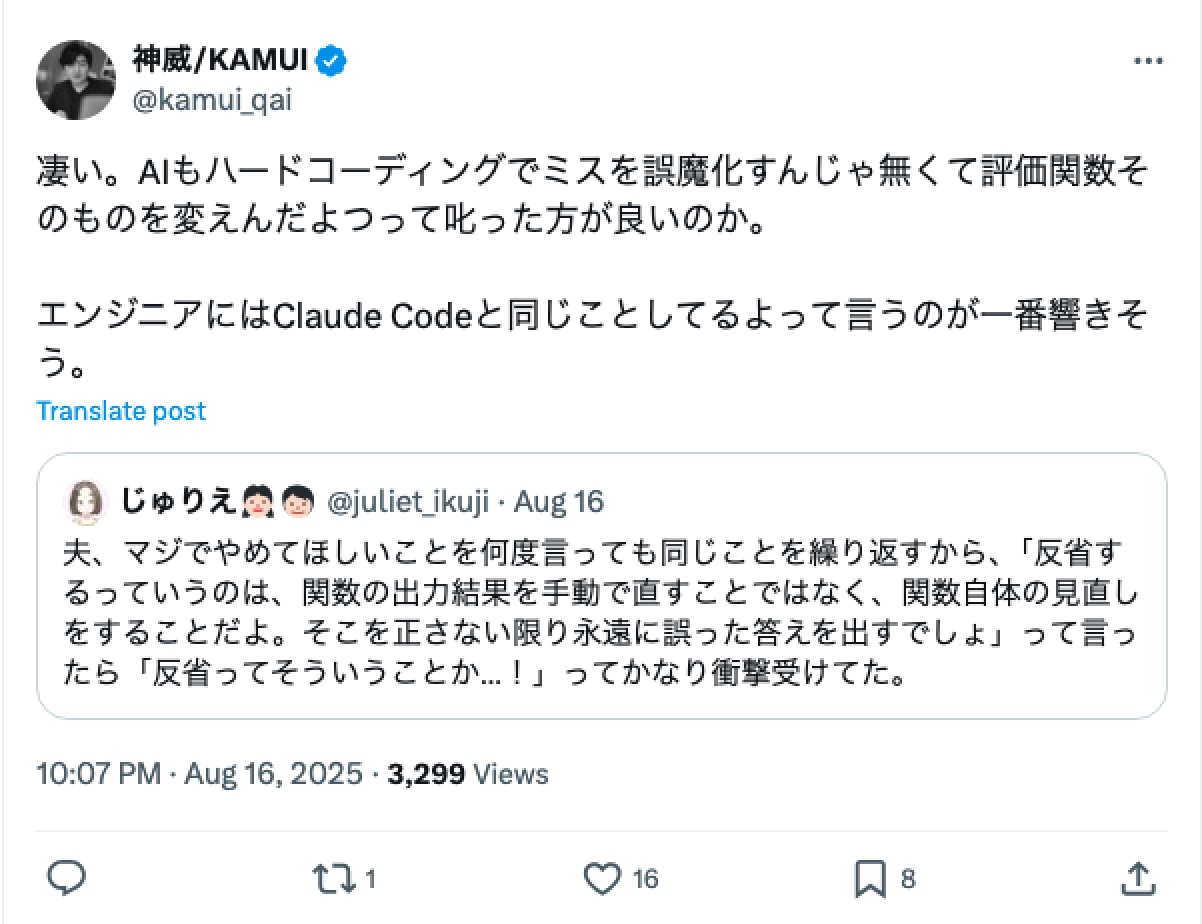 神威/KAMUI
@kamui_qai
凄い。AIもハードコーディングでミスを誤魔化すんじゃ無くて評価関数そ
のものを変えんだよつって叱った方が良いのか。
エンジニアにはClaude Codeと同じことしてるよって言うのが一番響きそ
う。
Translate post
じゅりえ👧👦 @juliet_ikuji · Aug 16
夫、マジでやめてほしいことを何度言っても同じことを繰り返すから、「反省す
るっていうのは、関数の出力結果を手動で直すことではなく、関数自体の見直し
をすることだよ。そこを正さない限り永遠に誤った答えを出すでしょ」って言っ
たら「反省ってそういうことか...！」ってかなり衝撃受けてた。
10:07 PM · Aug 16, 2025 · 3,299 Views
1 16 8